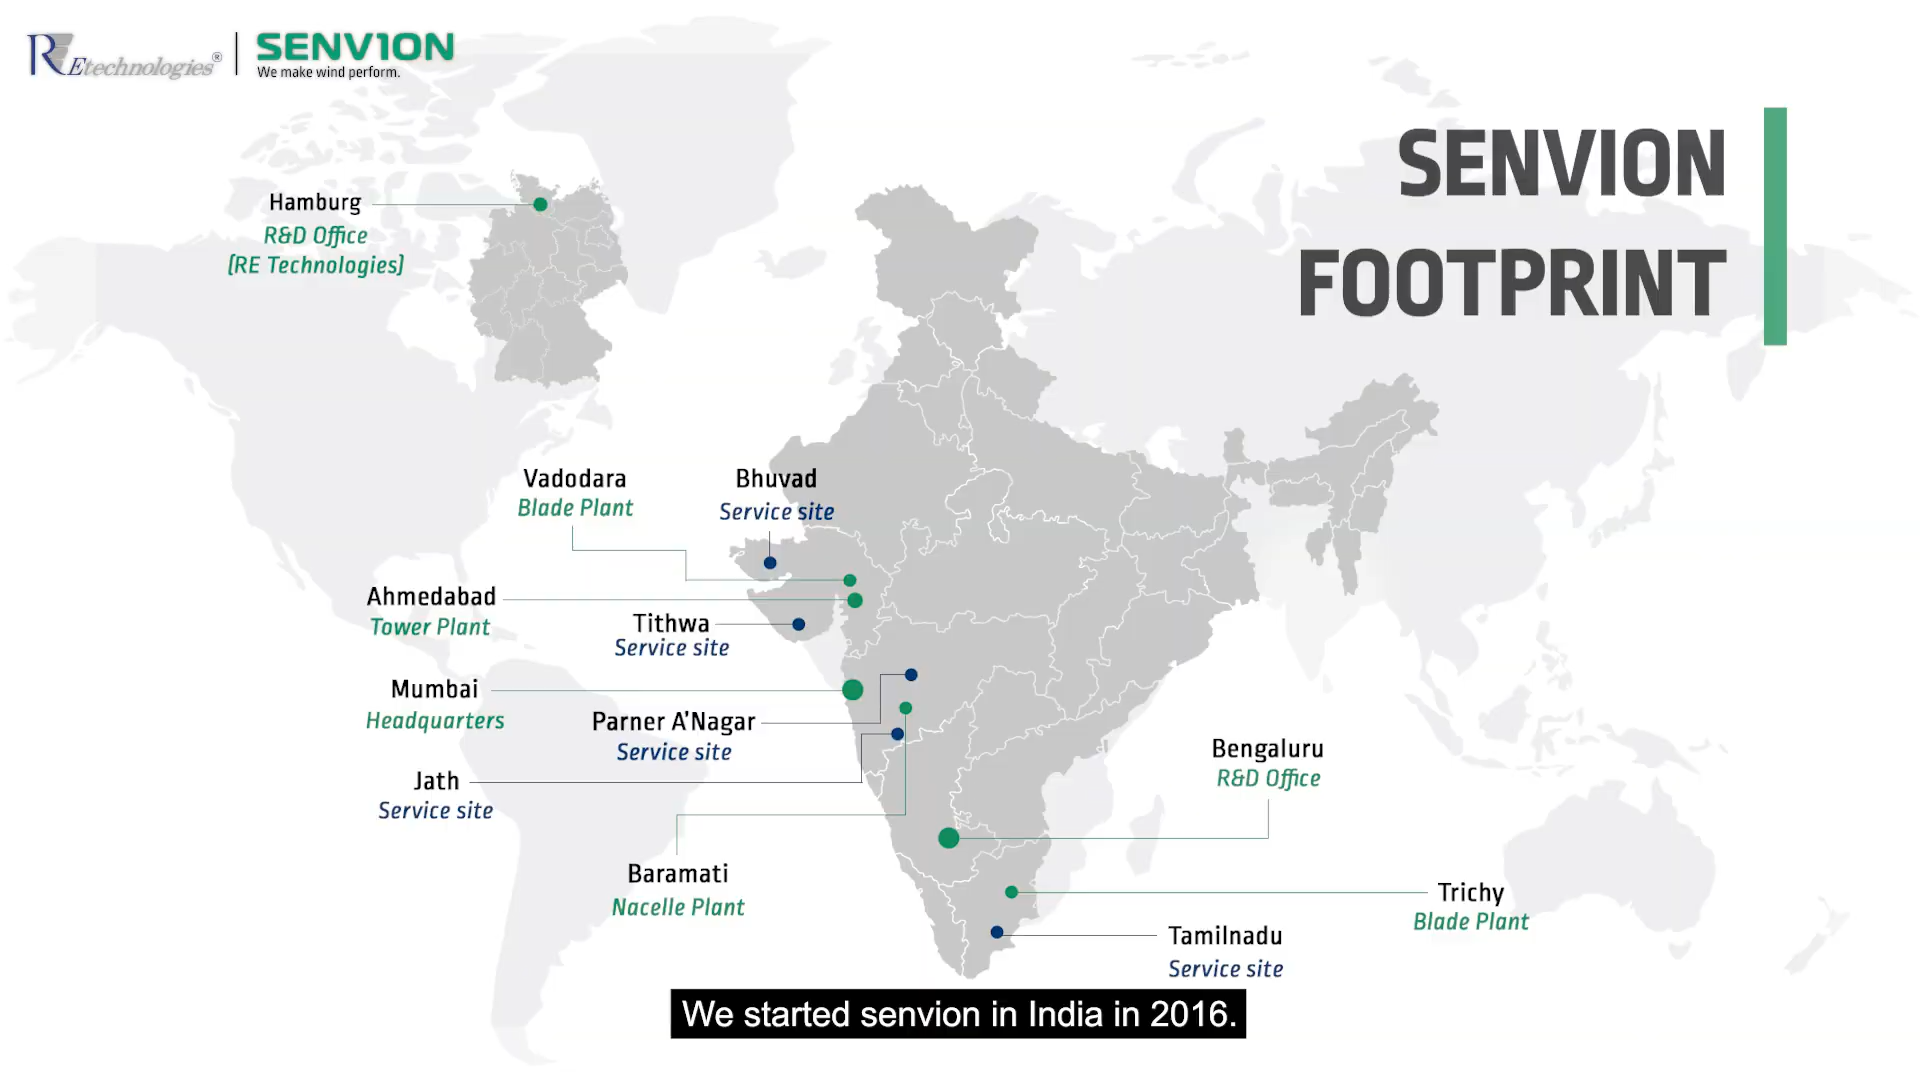 REtechnologies® | SENVION
We make wind perform.
SENVION
FOOTPRINT
Hamburg
R&D Office
[RE Technologies]
Vadodara
Blade Plant
Bhuvad
Service site
Ahmedabad
Tower Plant
Tithwa
Service site
Mumbai
Headquarters
Parner A'Nagar
Service site
Jath
Service site
Bengaluru
R&D Office
Baramati
Nacelle Plant
Trichy
Blade Plant
Tamilnadu
Service site
We started senvion in India in 2016.